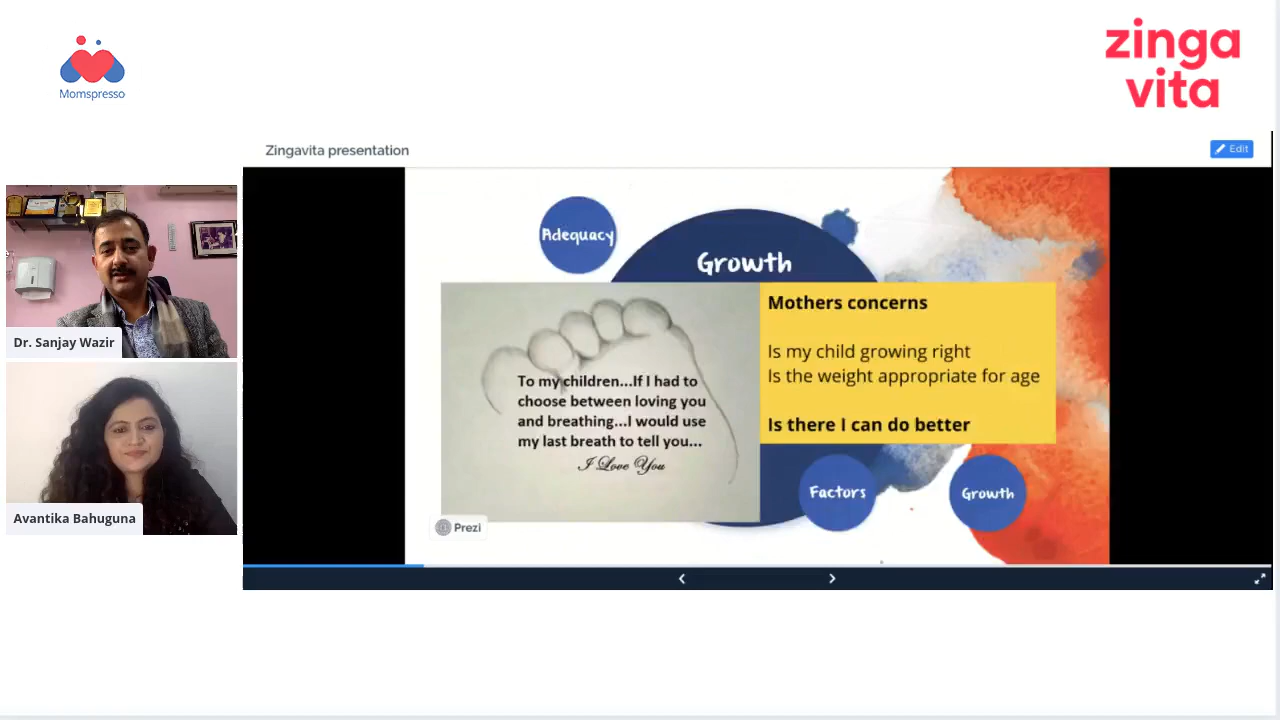 Momspresso
zinga
vita
Zingavita presentation
Edit
Dr. Sanjay Wazir
Avantika Bahuguna
Adequacy
Growth
To my children...If I had to
choose between loving you
and breathing...I would use
my last breath to tell you...
I Love You
Mothers concerns
Is my child growing right
Is the weight appropriate for age
Is there I can do better
Factors
Growth
Prezi